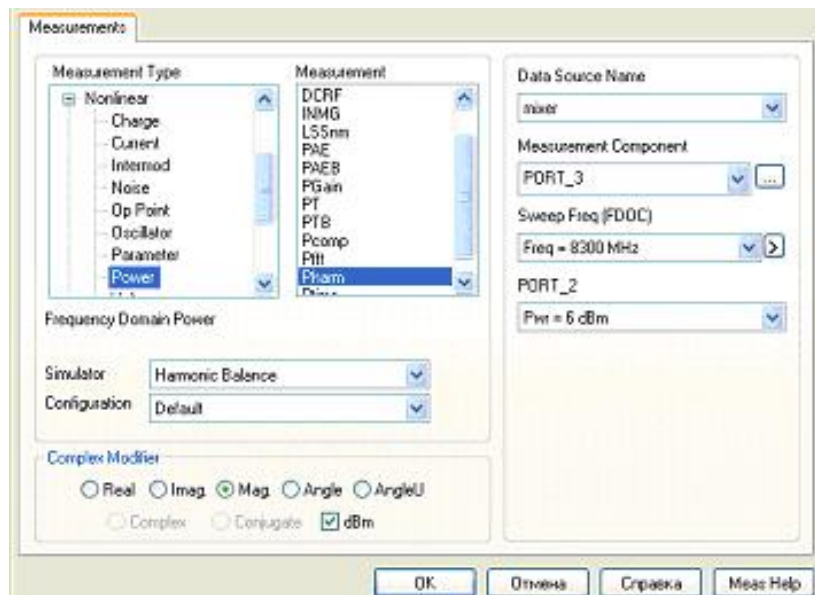 Measurements
Measurement Type
Nonlinear
Charge
Current
Intermod
Noise
Op Point
Oscillator
Parameter
Power
Measurement
DCRF
INMG
LSSnm
PAE
PAEB
PGain
PT
PTB
Pcomp
Pfft
Pharm
Frequency Domain Power
Simulator Harmonic Balance
Configuration Default
Complex Modifier
Real Imag. Mag. Angle AngleU
Complex Conjugate dBm
Data Source Name
mixer
Measurement Component
PORT_3 ...
Sweep Freq (FDOC)
Freq = 8300 MHz >
PORT_2
Pwr = 6 dBm
OK Отмена Справка Meas Help